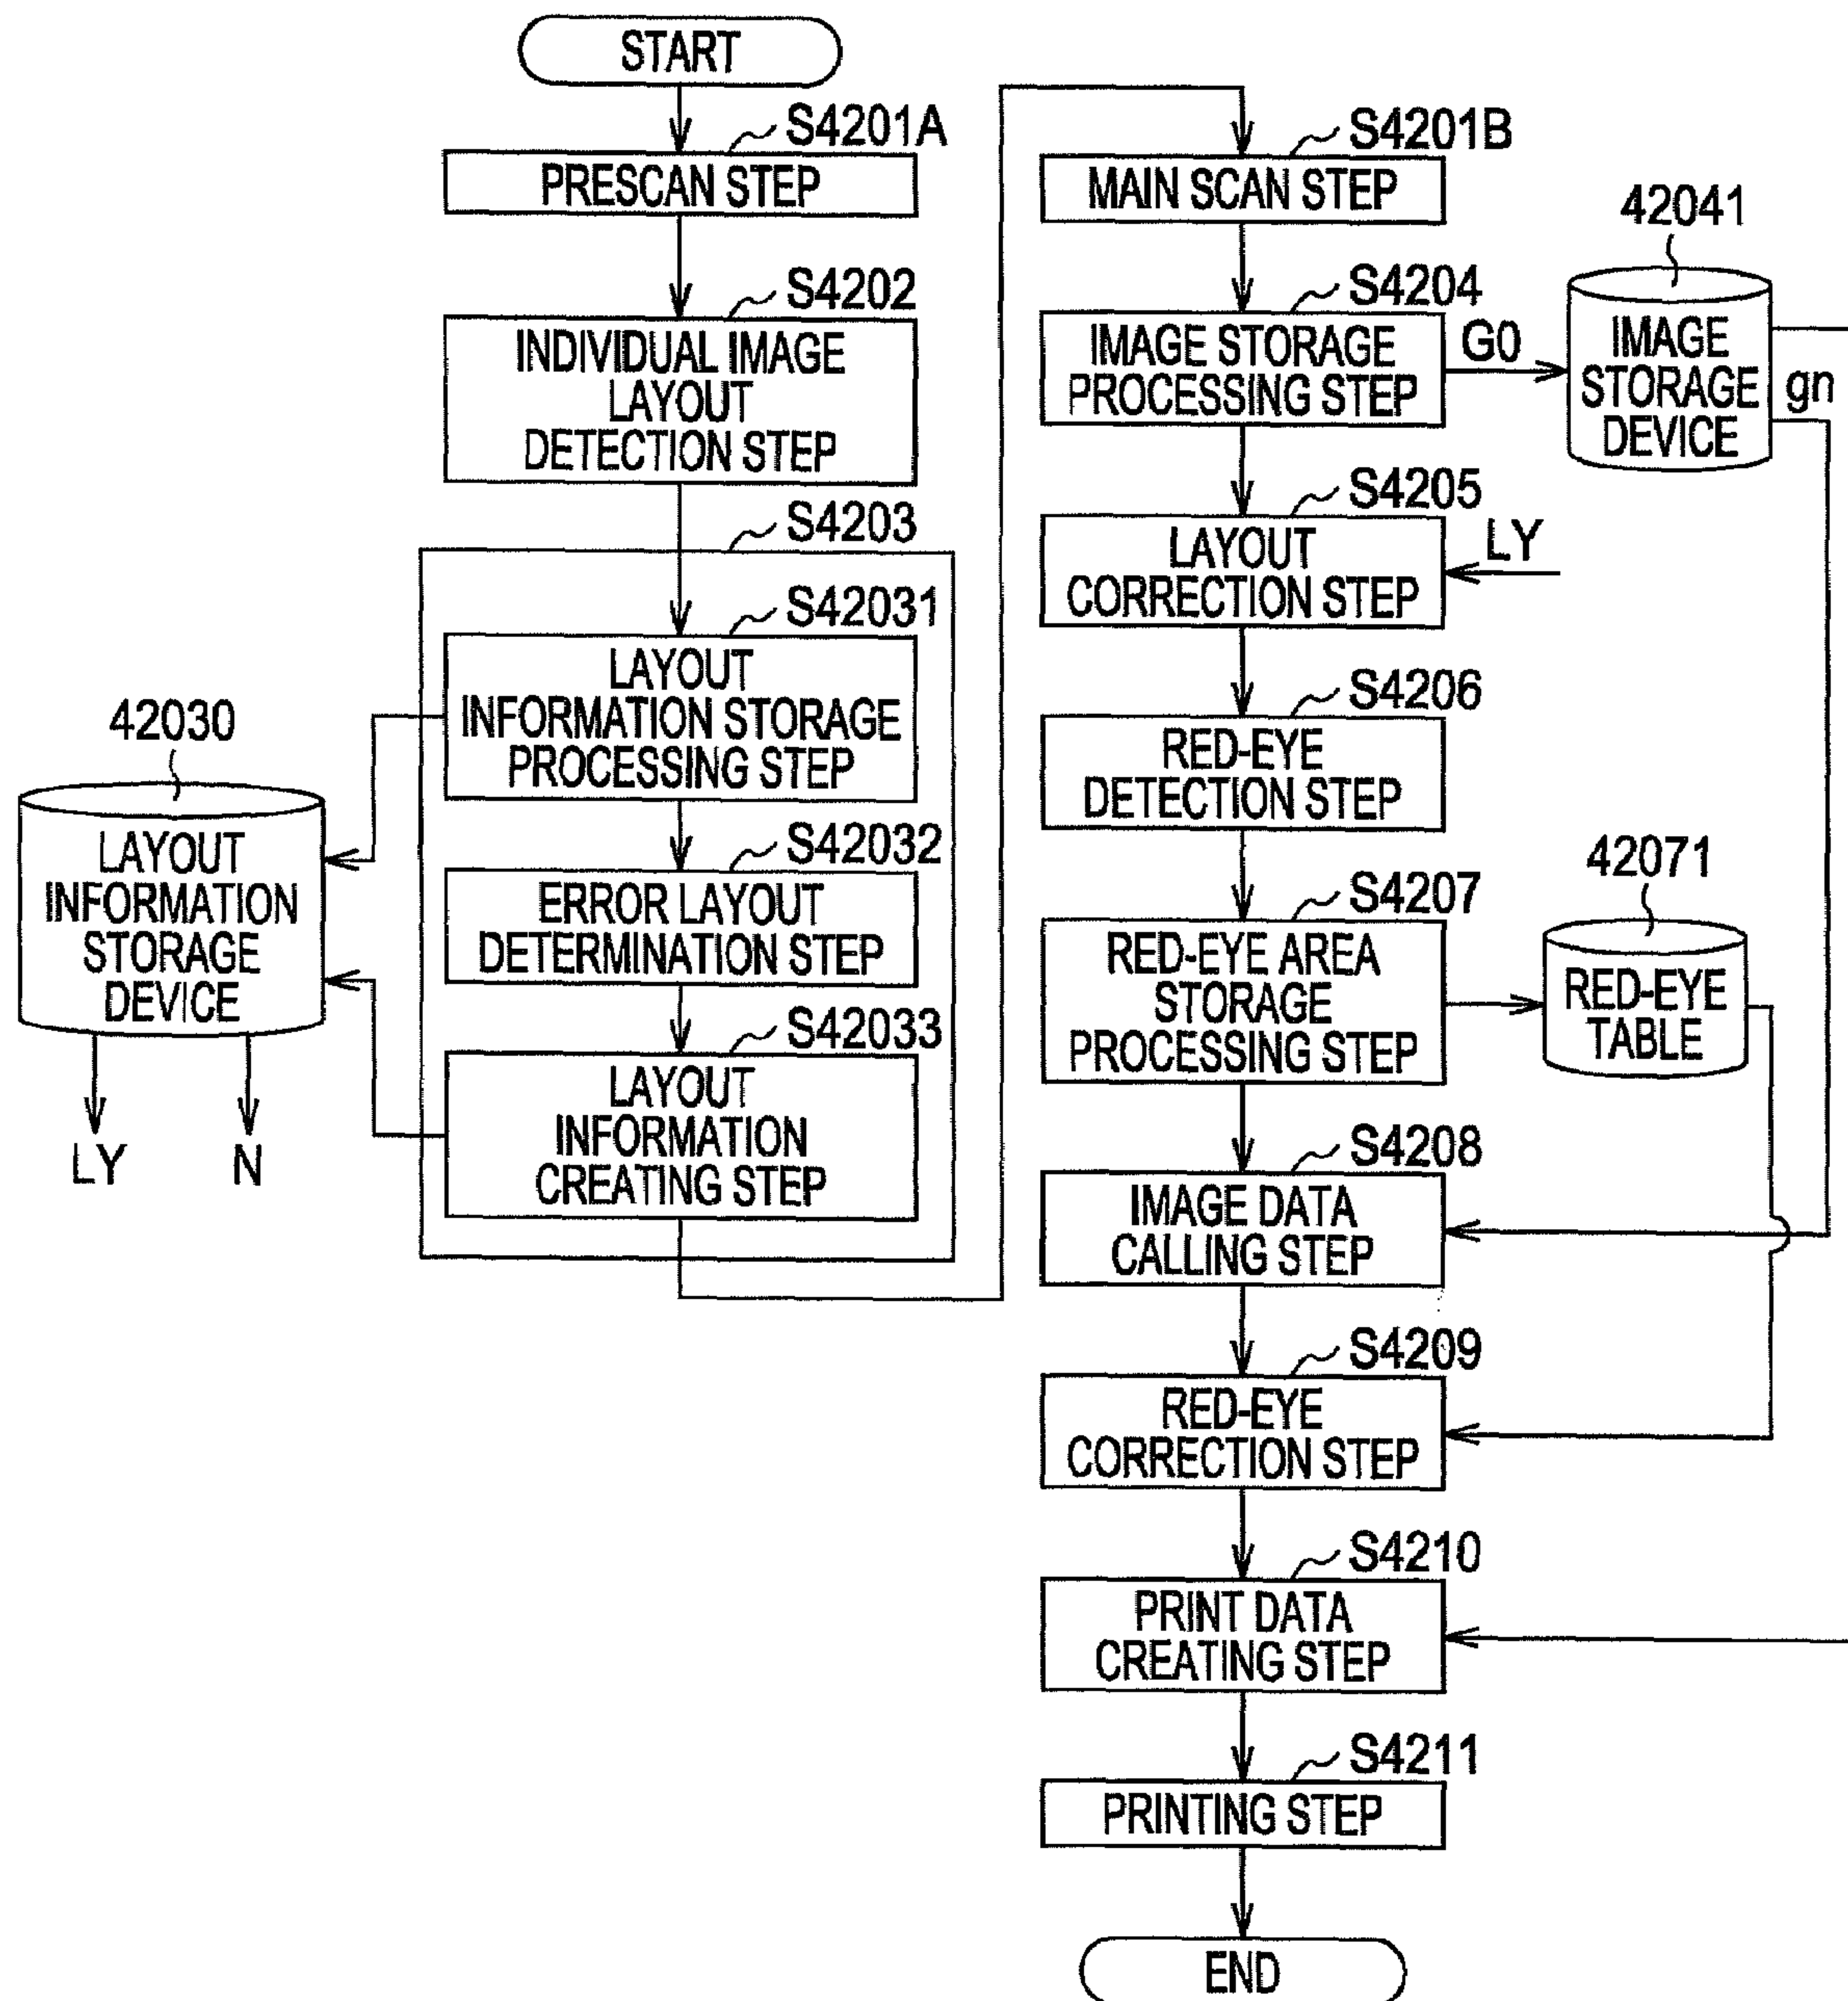 START
S4201A
PRESCAN STEP
S4202
INDIVIDUAL IMAGE
LAYOUT
DETECTION STEP
S4203
S42031
LAYOUT
INFORMATION STORAGE
PROCESSING STEP
42030
LAYOUT
INFORMATION
STORAGE
DEVICE
LY
N
S42032
ERROR LAYOUT
DETERMINATION STEP
S42033
LAYOUT
INFORMATION
CREATING STEP
S4201B
MAIN SCAN STEP
S4204
IMAGE STORAGE
PROCESSING STEP
G0
42041
IMAGE
STORAGE
DEVICE
gn
S4205
LAYOUT
CORRECTION STEP
LY
S4206
RED-EYE
DETECTION STEP
S4207
RED-EYE AREA
STORAGE
PROCESSING STEP
42071
RED-EYE
TABLE
S4208
IMAGE DATA
CALLING STEP
S4209
RED-EYE
CORRECTION STEP
S4210
PRINT DATA
CREATING STEP
S4211
PRINTING STEP
END